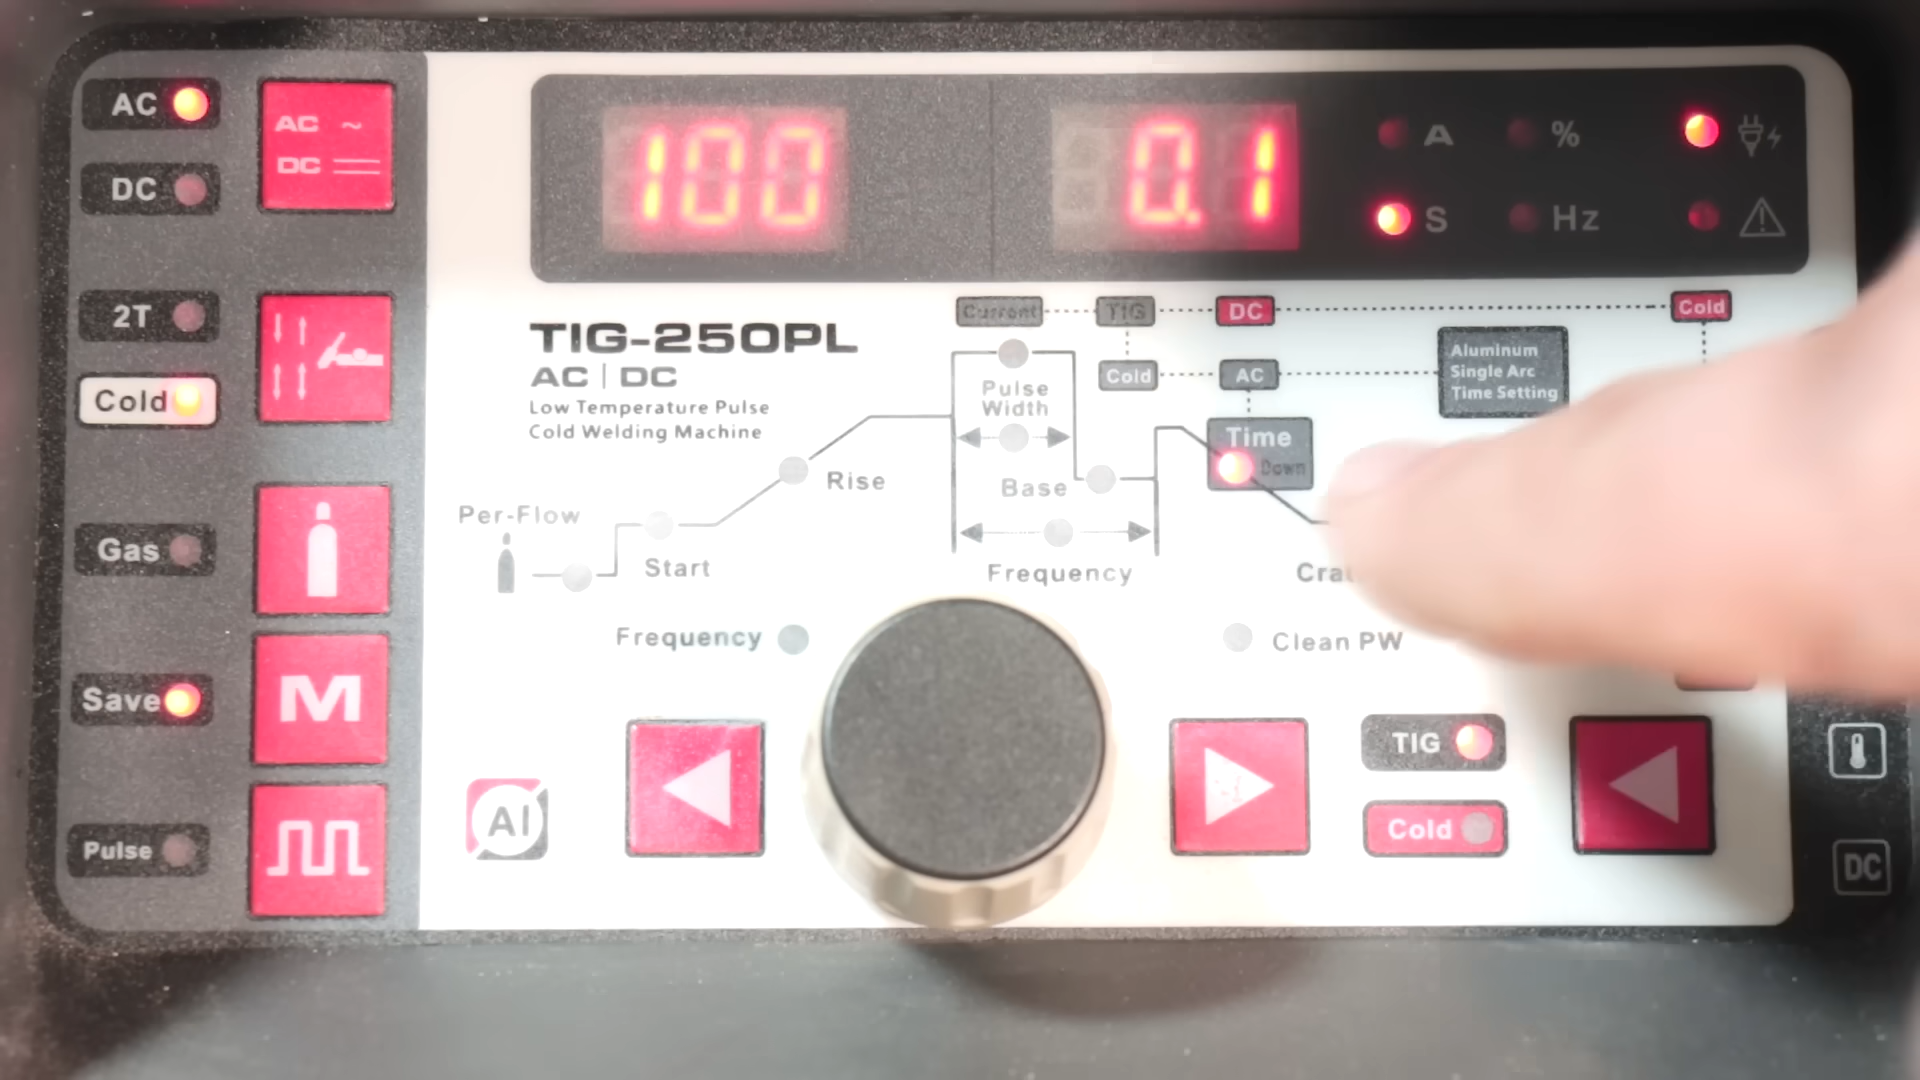 AC
AC ~
DC
DC
100
0.1
A
%
S
Hz
2T
Cold
Gas
Save
M
Pulse
TIG-250PL
AC | DC
Low Temperature Pulse
Cold Welding Machine
Current
TIG
DC
Cold
Cold
AC
Aluminum
Single Arc
Time Setting
Pulse
Width
Time
Down
Rise
Base
Per-Flow
Start
Frequency
Frequency
Clean PW
AI
TIG
Cold
DC